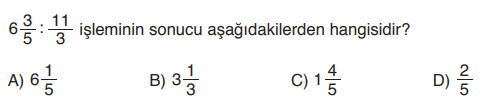 6 3/5 : 11/3 işleminin sonucu aşağıdakilerden hangisidir?
A) 6 1/5 B) 3 1/3 C) 1 4/5 D) 2/5